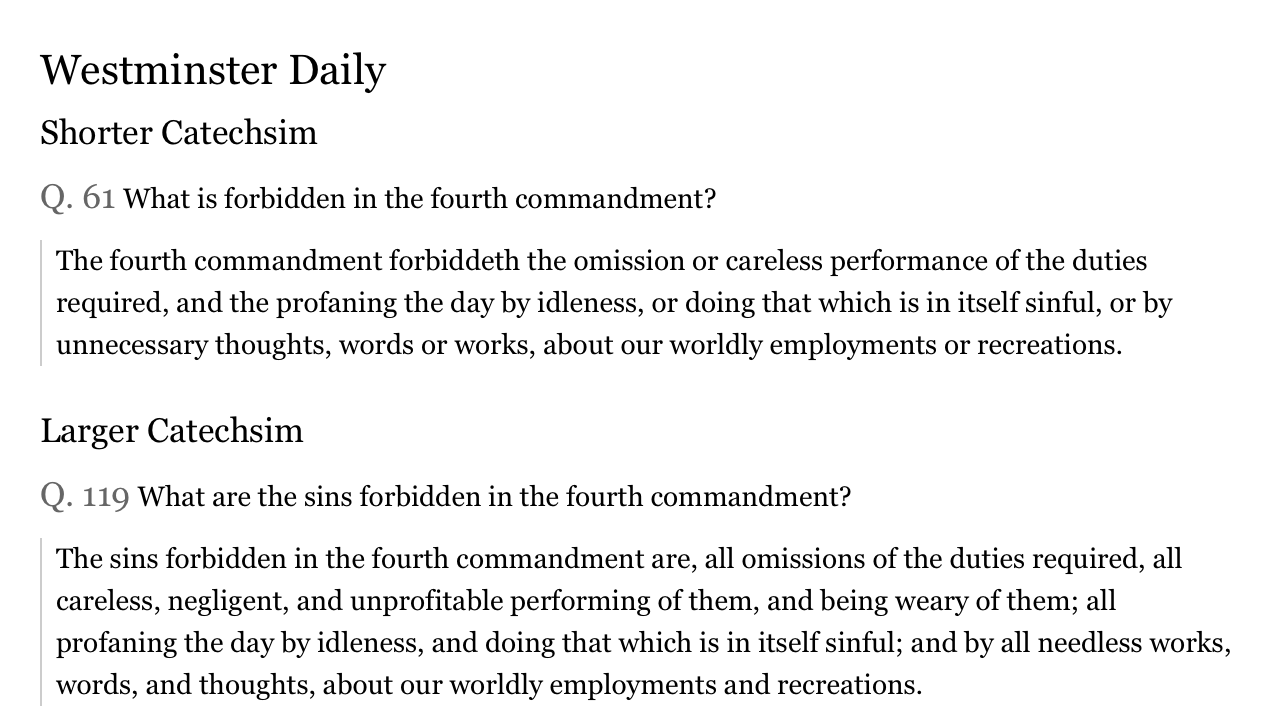 Westminster Daily
Shorter Catechsim
Q. 61 What is forbidden in the fourth commandment?
The fourth commandment forbiddeth the omission or careless performance of the duties
required, and the profaning the day by idleness, or doing that which is in itself sinful, or by
unnecessary thoughts, words or works, about our worldly employments or recreations.
Larger Catechsim
Q. 119 What are the sins forbidden in the fourth commandment?
The sins forbidden in the fourth commandment are, all omissions of the duties required, all
careless, negligent, and unprofitable performing of them, and being weary of them; all
profaning the day by idleness, and doing that which is in itself sinful; and by all needless works,
words, and thoughts, about our worldly employments and recreations.